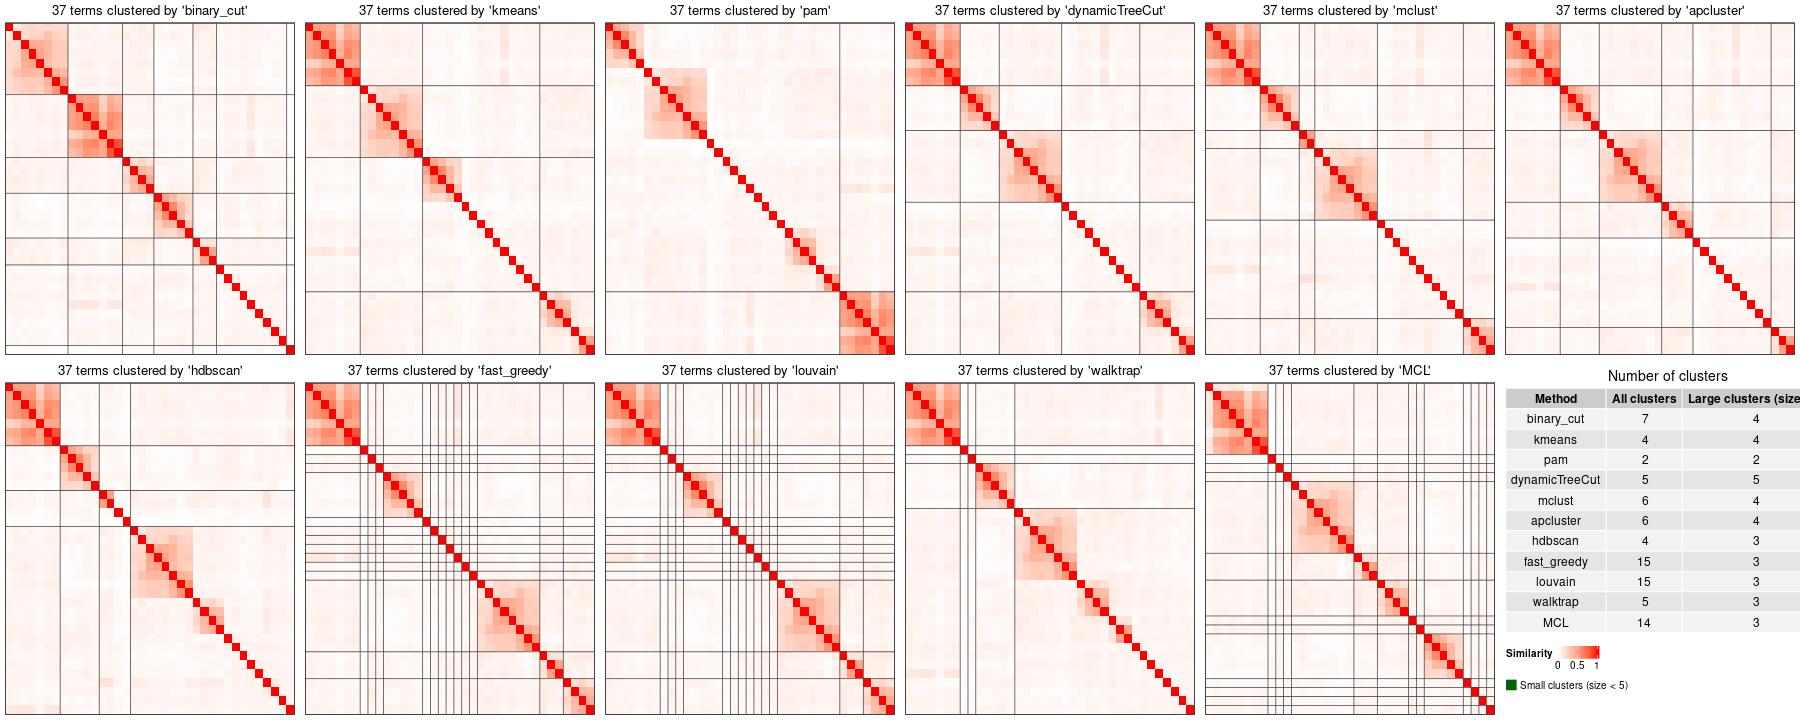 37 terms clustered by 'binary_cut'
37 terms clustered by 'kmeans'
37 terms clustered by 'pam'
37 terms clustered by 'dynamicTreeCut'
37 terms clustered by 'mclust'
37 terms clustered by 'apcluster'
37 terms clustered by 'hdbscan'
37 terms clustered by 'fast_greedy'
37 terms clustered by 'louvain'
37 terms clustered by 'walktrap'
37 terms clustered by 'MCL'
Number of clusters
Method All clusters Large clusters (size
binary_cut 7 4
kmeans 4 4
pam 2 2
dynamicTreeCut 5 5
mclust 6 4
apcluster 6 4
hdbscan 4 3
fast_greedy 15 3
louvain 15 3
walktrap 5 3
MCL 14 3
Similarity
0 0.5 1
Small clusters (size < 5)